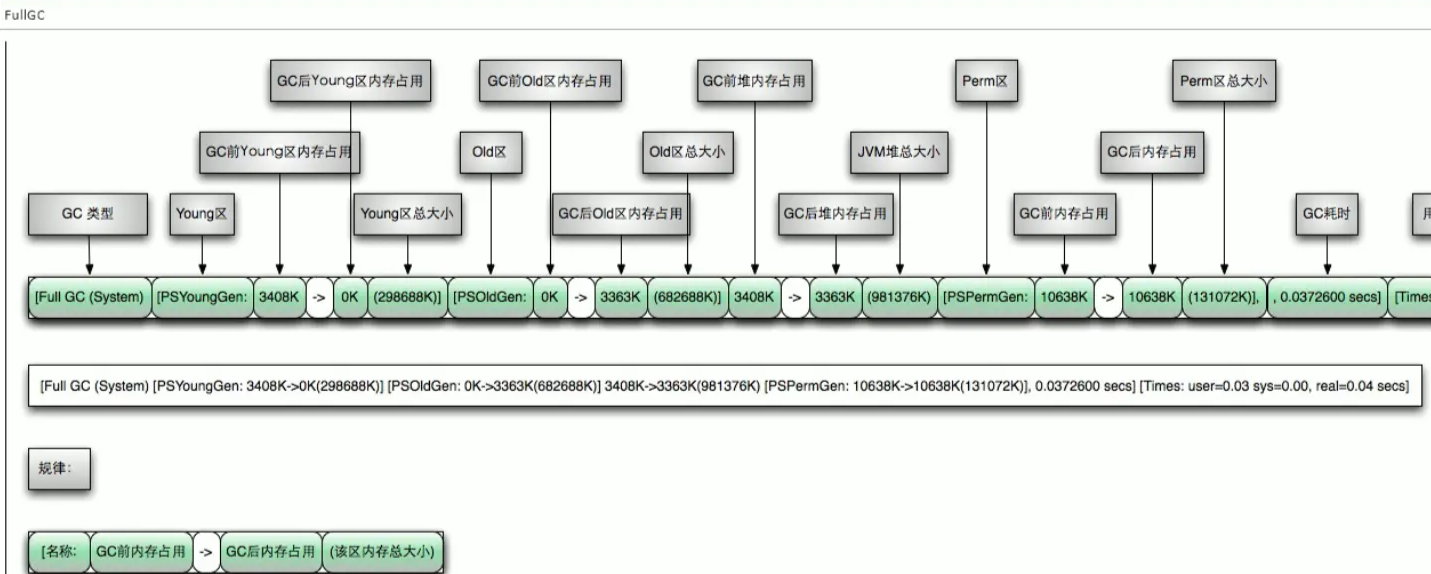 FullGC
GC后Young区内存占用 GC前Old区内存占用 GC前堆内存占用 Perm区 Perm区总大小
GC前Young区内存占用 Old区 Old区总大小 JVM堆总大小 GC后内存占用
GC 类型 Young区 Young区总大小 GC后Old区内存占用 GC后堆内存占用 GC前内存占用 GC耗时 用
[Full GC (System) [PSYoungGen: 3408K -> 0K (298688K)] [PSOldGen: 0K -> 3363K (682688K)] 3408K -> 3363K (981376K) [PSPermGen: 10638K -> 10638K (131072K)], , 0.0372600 secs] [Times
[Full GC (System) [PSYoungGen: 3408K->0K(298688K)] [PSOldGen: 0K->3363K(682688K)] 3408K->3363K(981376K) [PSPermGen: 10638K->10638K(131072K)], 0.0372600 secs] [Times: user=0.03 sys=0.00, real=0.04 secs]
规律：
[名称: GC前内存占用 -> GC后内存占用 (该区内存总大小)